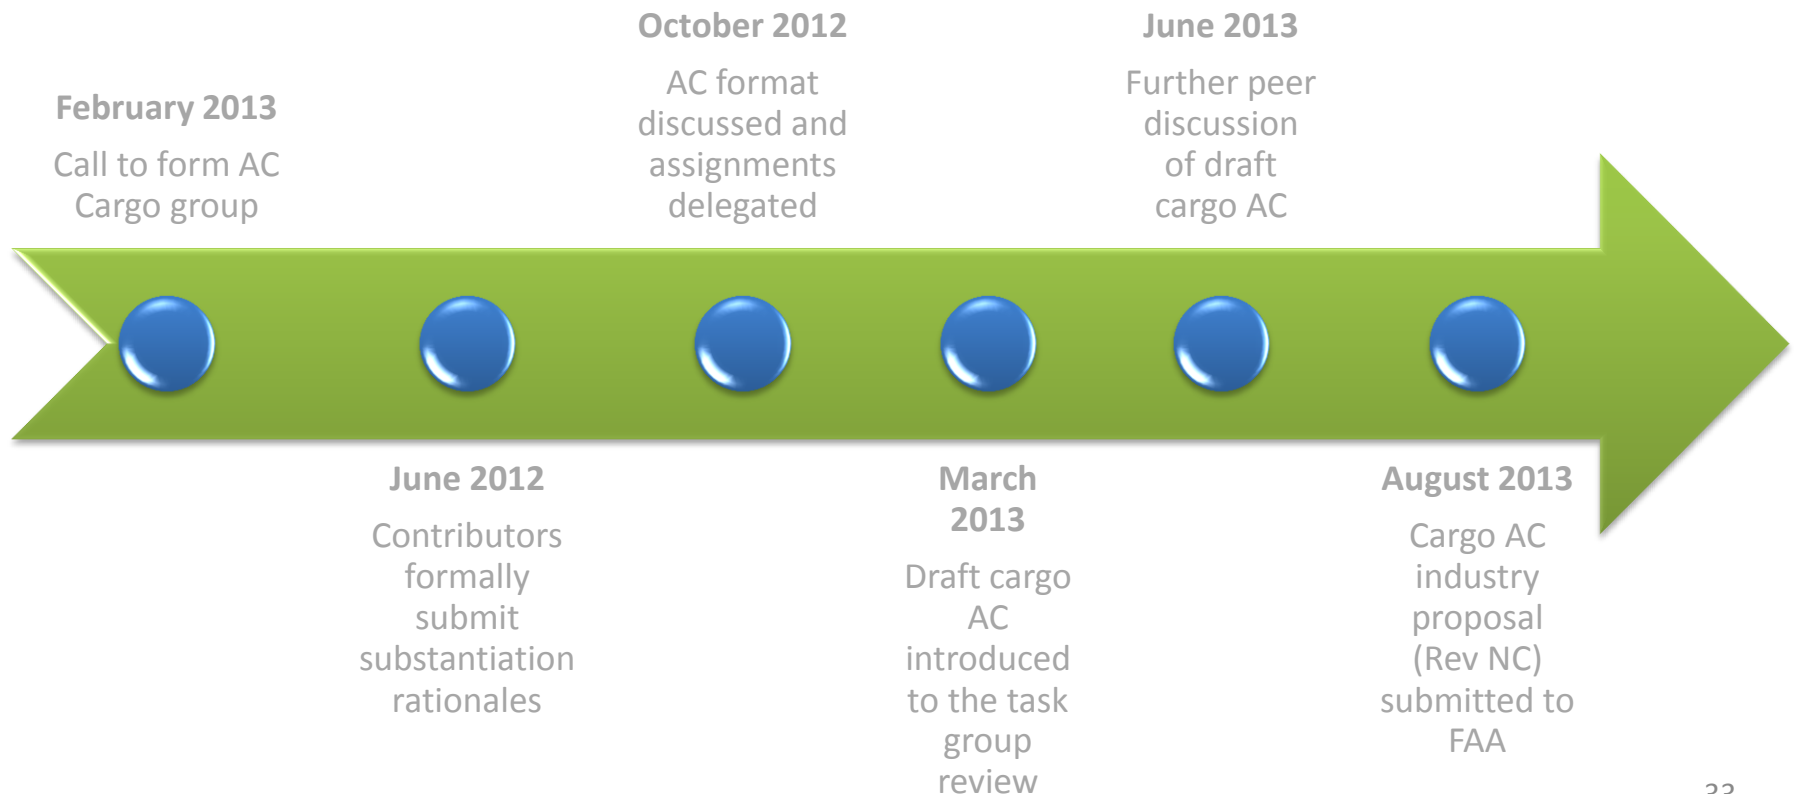 February 2013
Call to form AC
Cargo group
June 2012
Contributors
formally
submit
substantiation
rationales
October 2012
AC format
discussed and
assignments
delegated
March
2013
Draft cargo
AC
introduced
to the task
group
review
June 2013
Further peer
discussion
of draft
cargo AC
August 2013
Cargo AC
industry
proposal
(Rev NC)
submitted to
FAA
33